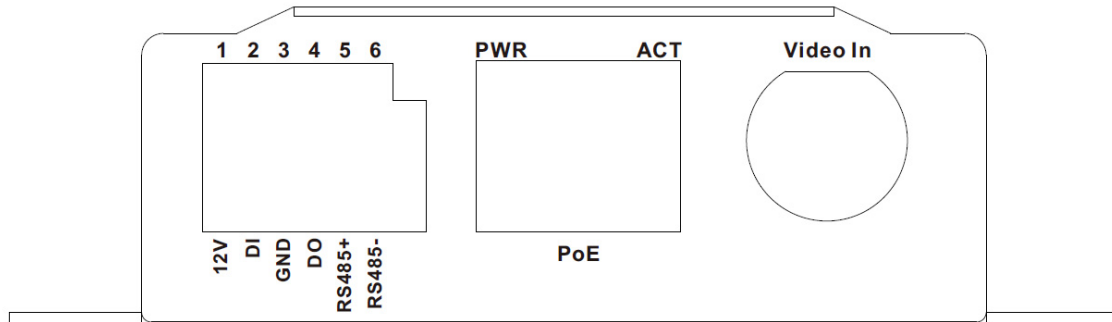 1 2 3 4 5 6
PWR ACT
Video In
12V
DI
GND
DO
RS485+
RS485-
PoE